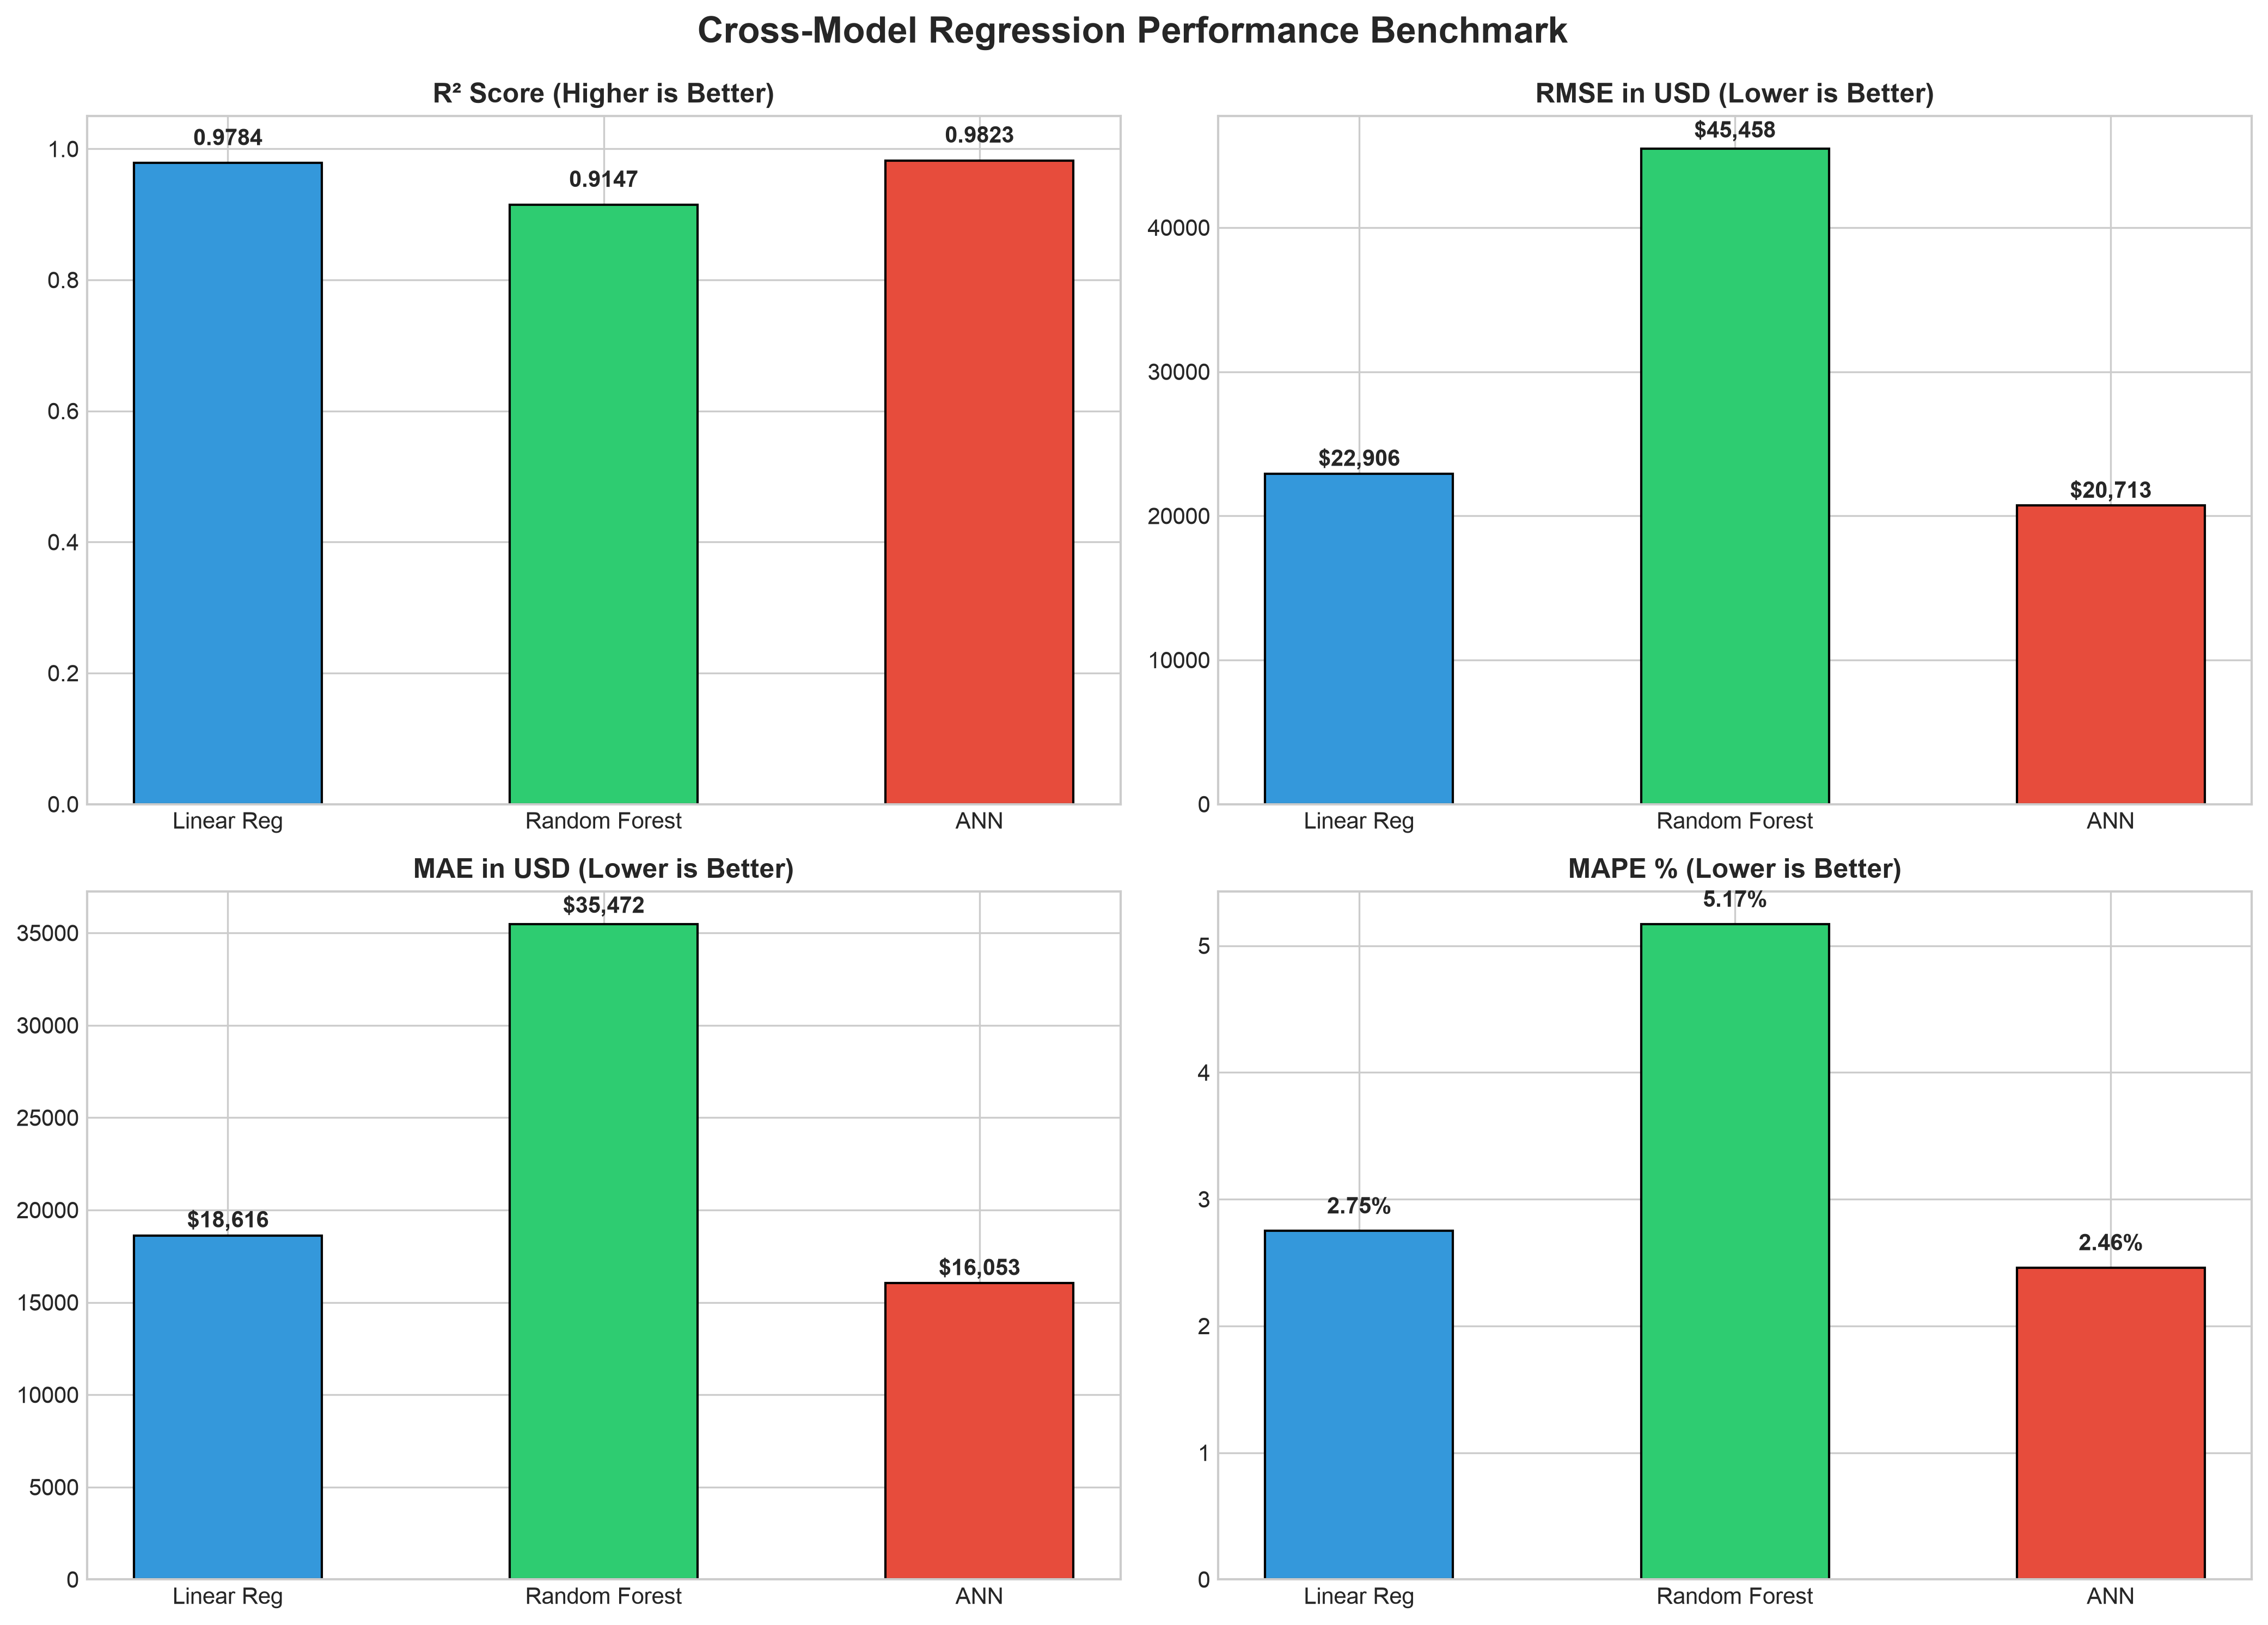 Cross-Model Regression Performance Benchmark
R² Score (Higher is Better)
0.9784
0.9147
0.9823
1.0
0.8
0.6
0.4
0.2
0.0
Linear Reg
Random Forest
ANN
RMSE in USD (Lower is Better)
$45,458
$22,906
$20,713
40000
30000
20000
10000
0
Linear Reg
Random Forest
ANN
MAE in USD (Lower is Better)
$35,472
$18,616
$16,053
35000
30000
25000
20000
15000
10000
5000
0
Linear Reg
Random Forest
ANN
MAPE % (Lower is Better)
5.17%
2.75%
2.46%
5
4
3
2
1
0
Linear Reg
Random Forest
ANN